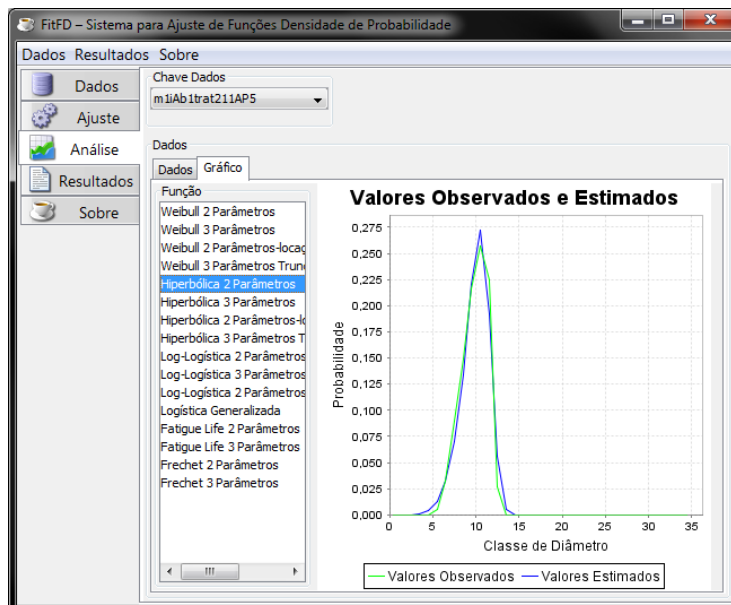 FitFD – Sistema para Ajuste de Funções Densidade de Probabilidade
Dados Resultados Sobre
Dados
Ajuste
Análise
Resultados
Sobre
Chave Dados
m1iAb1trat211AP5
Dados
Dados Gráfico
Função
Weibull 2 Parâmetros
Weibull 3 Parâmetros
Weibull 2 Parâmetros-locaç
Weibull 3 Parâmetros Trun
Hiperbólica 2 Parâmetros
Hiperbólica 3 Parâmetros
Hiperbólica 2 Parâmetros-lo
Hiperbólica 3 Parâmetros T
Log-Logística 2 Parâmetros
Log-Logística 3 Parâmetros
Log-Logística 2 Parâmetros
Logística Generalizada
Fatigue Life 2 Parâmetros
Fatigue Life 3 Parâmetros
Frechet 2 Parâmetros
Frechet 3 Parâmetros
Valores Observados e Estimados
Probabilidade
0,275
0,250
0,225
0,200
0,175
0,150
0,125
0,100
0,075
0,050
0,025
0,000
0 5 10 15 20 25 30 35
Classe de Diâmetro
Valores Observados Valores Estimados